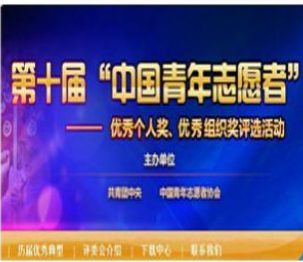 第十届“中国青年志愿者”
——优秀个人奖、优秀组织奖评选活动
主办单位
共青团中央 中国青年志愿者协会
历届优秀典型 | 评委会介绍 | 下载中心 | 联系我们